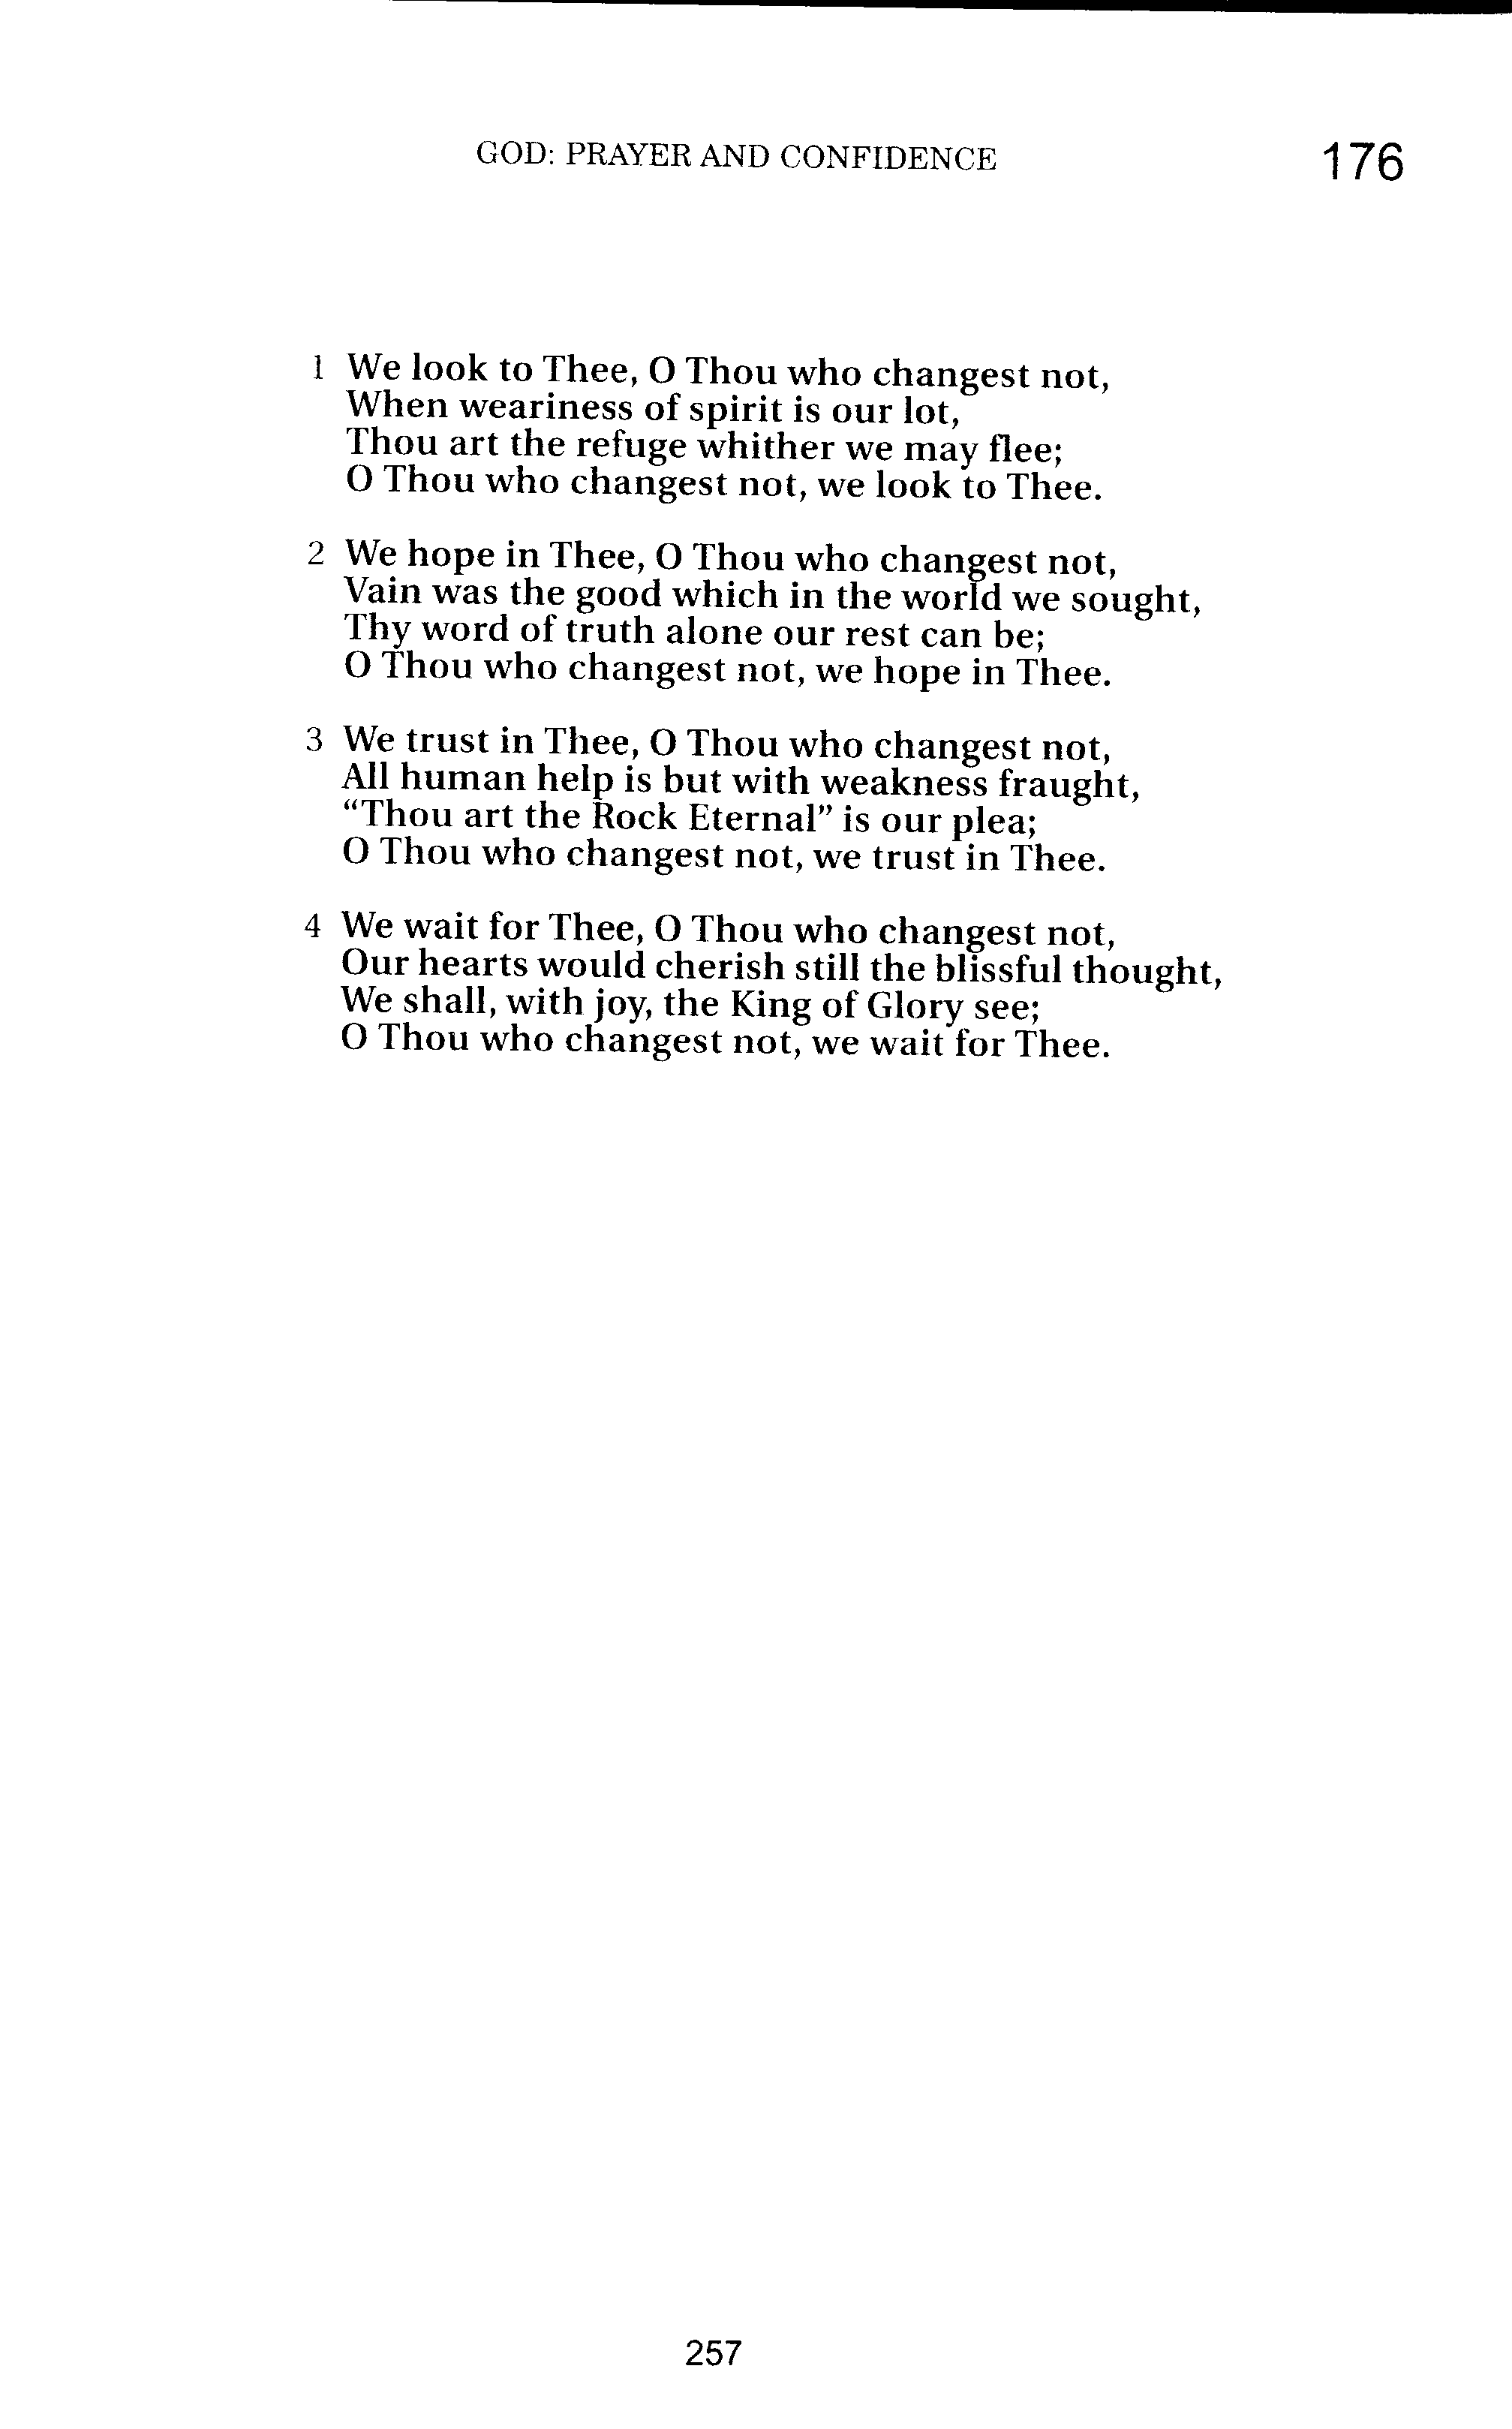 GOD: PRAYER AND CONFIDENCE 176
1 We look to Thee, O Thou who changest not,
When weariness of spirit is our lot,
Thou art the refuge whither we may flee;
O Thou who changest not, we look to Thee.
2 We hope in Thee, O Thou who changest not,
Vain was the good which in the world we sought,
Thy word of truth alone our rest can be;
O Thou who changest not, we hope in Thee.
3 We trust in Thee, O Thou who changest not,
All human help is but with weakness fraught,
“Thou art the Rock Eternal” is our plea;
O Thou who changest not, we trust in Thee.
4 We wait for Thee, O Thou who changest not,
Our hearts would cherish still the blissful thought,
We shall, with joy, the King of Glory see;
O Thou who changest not, we wait for Thee.
257